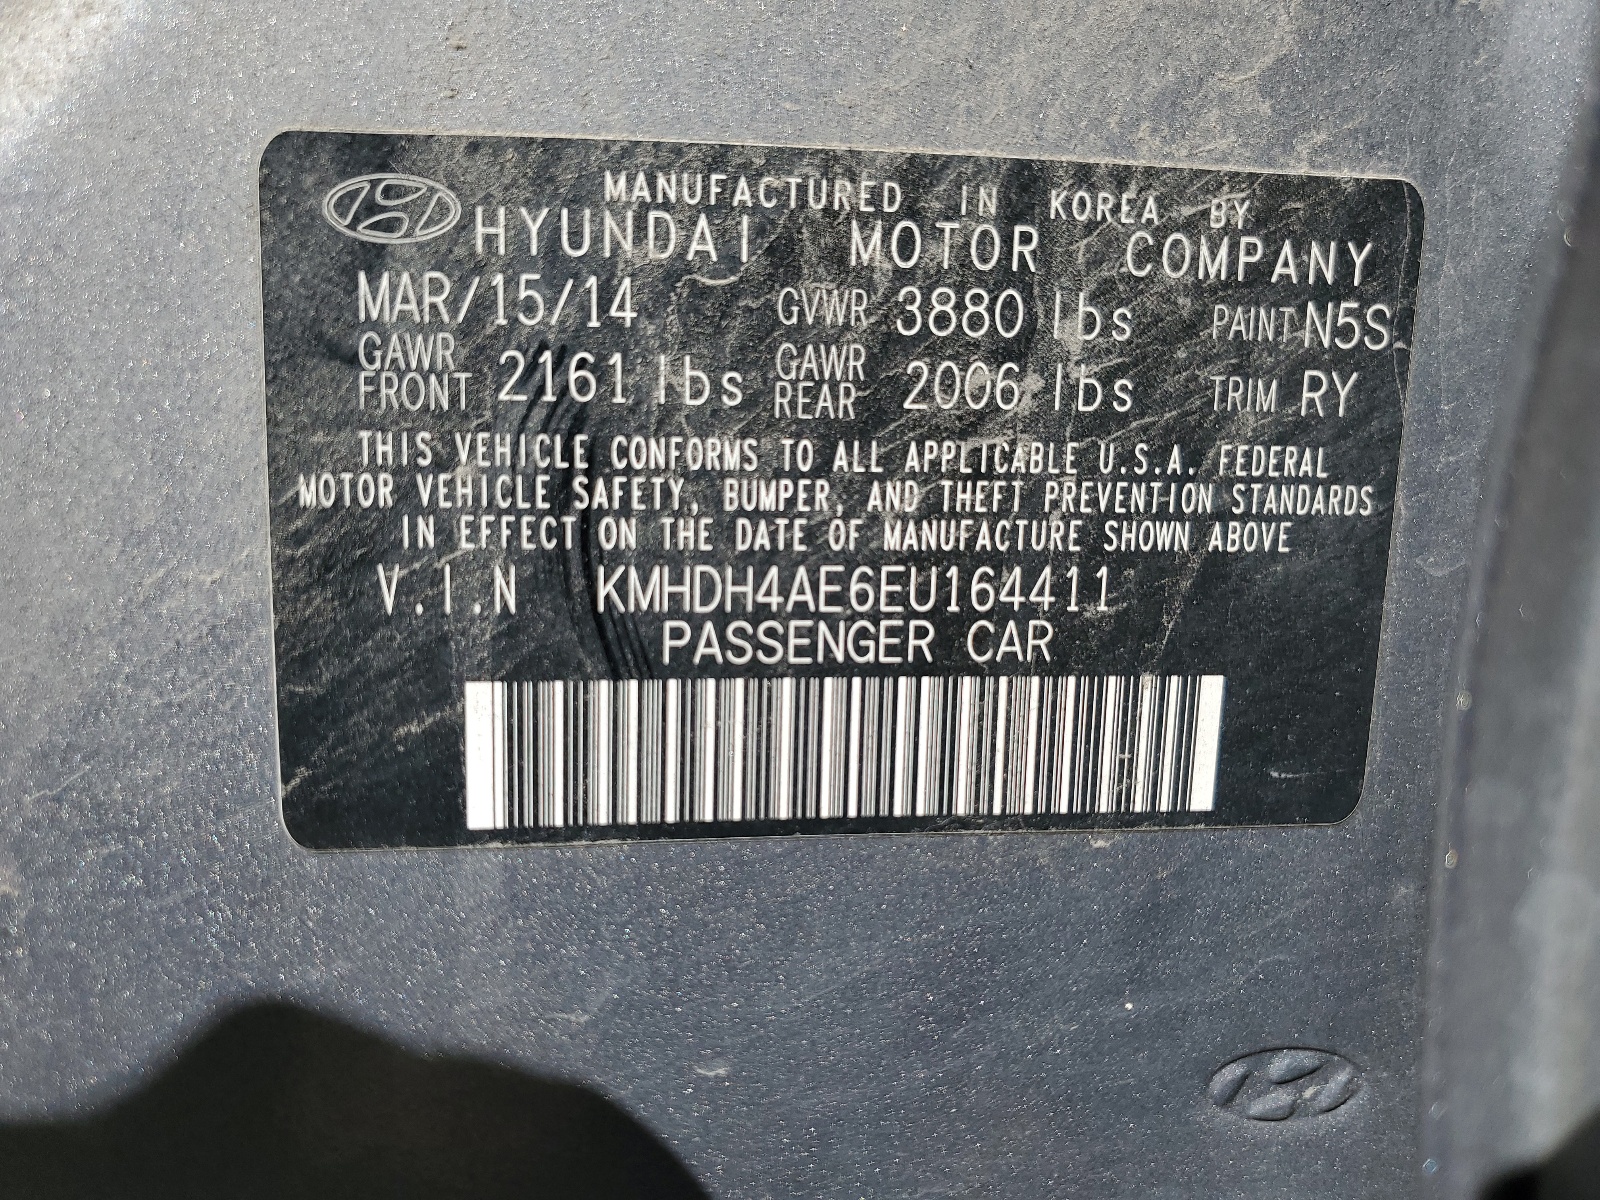 MANUFACTURED IN KOREA BY
HYUNDAI MOTOR COMPANY
MAR/15/14 GVWR 3880 lbs PAINT N5S
GAWR FRONT 2161 lbs GAWR REAR 2006 lbs TRIM RY
THIS VEHICLE CONFORMS TO ALL APPLICABLE U.S.A. FEDERAL
MOTOR VEHICLE SAFETY, BUMPER, AND THEFT PREVENTION STANDARDS
IN EFFECT ON THE DATE OF MANUFACTURE SHOWN ABOVE
V.I.N KMHDH4AE6EU164411
PASSENGER CAR